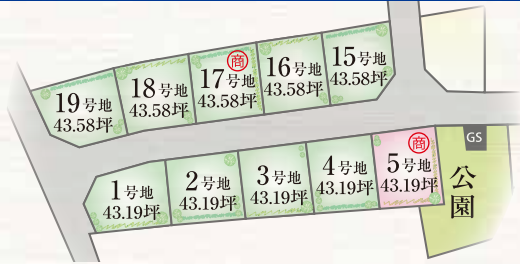 19号地
43.58坪
18号地
43.58坪
商
17号地
43.58坪
16号地
43.58坪
15号地
43.58坪
1号地
43.19坪
2号地
43.19坪
3号地
43.19坪
4号地
43.19坪
商
5号地
43.19坪
GS
公園